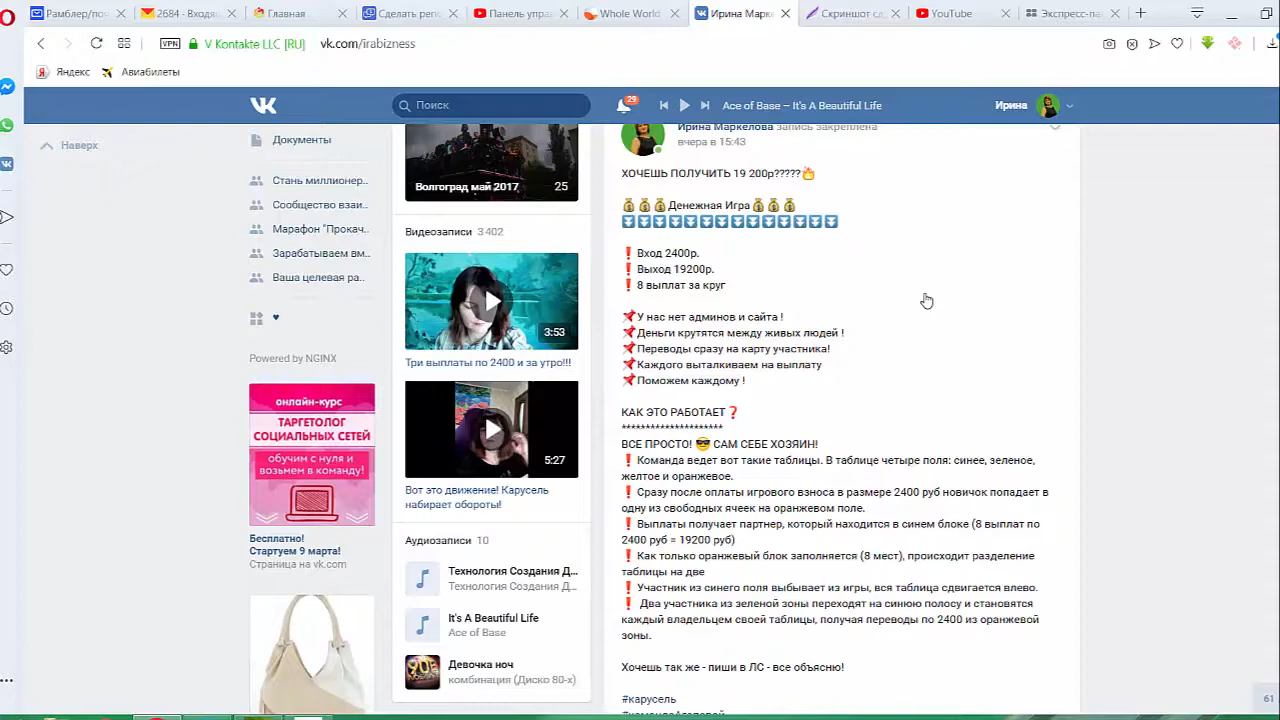 Рамблер/поч
2684 - Входящ
Главная
Сделать реп
Панель упра
Whole World
Ирина Марке
Скриншот сд
YouTube
Экспресс-па
VPN
V Kontakte LLC [RU]
vk.com/irabizness
Яндекс
Авиабилеты
Поиск
29
Ace of Base – It's A Beautiful Life
Ирина
Наверх
Документы
Стань миллионер..
Сообщество взаи..
Марафон "Прокач..
Зарабатываем вм..
Ваша целевая ра..
Powered by NGINX
онлайн-курс
ТАРГЕТОЛОГ
СОЦИАЛЬНЫХ СЕТЕЙ
обучим с нуля и
возьмем в команду!
Бесплатно!
Стартуем 9 марта!
Страница на vk.com
Волгоград май 2017
25
Видеозаписи 3 402
3:53
Три выплаты по 2400 и за утро!!!
5:27
Вот это движение! Карусель
набирает обороты!
Аудиозаписи 10
Технология Создания Д...
Технология Создания Д...
It's A Beautiful Life
Ace of Base
Девочка ноч
комбинация (Диско 80-х)
Ирина Маркелова запись закреплена
вчера в 15:43
ХОЧЕШЬ ПОЛУЧИТЬ 19 200р?????🔥
💰💰💰Денежная Игра💰💰💰
⏬⏬⏬⏬⏬⏬⏬⏬⏬⏬⏬⏬⏬⏬
❗Вход 2400р.
❗Выход 19200р.
❗8 выплат за круг
📌У нас нет админов и сайта !
📌Деньги крутятся между живых людей !
📌Переводы сразу на карту участника!
📌Каждого выталкиваем на выплату
📌Поможем каждому !
КАК ЭТО РАБОТАЕТ❓
*********************
ВСЕ ПРОСТО! 😎 САМ СЕБЕ ХОЗЯИН!
❗Команда ведет вот такие таблицы. В таблице четыре поля: синее, зеленое,
желтое и оранжевое.
❗Сразу после оплаты игрового взноса в размере 2400 руб новичок попадает в
одну из свободных ячеек на оранжевом поле.
❗Выплаты получает партнер, который находится в синем блоке (8 выплат по
2400 руб = 19200 руб)
❗Как только оранжевый блок заполняется (8 мест), происходит разделение
таблицы на две
❗Участник из синего поля выбывает из игры, вся таблица сдвигается влево.
❗ Два участника из зеленой зоны переходят на синюю полосу и становятся
каждый владельцем своей таблицы, получая переводы по 2400 из оранжевой
зоны.
Хочешь так же - пиши в ЛС - все объясню!
#карусель
61